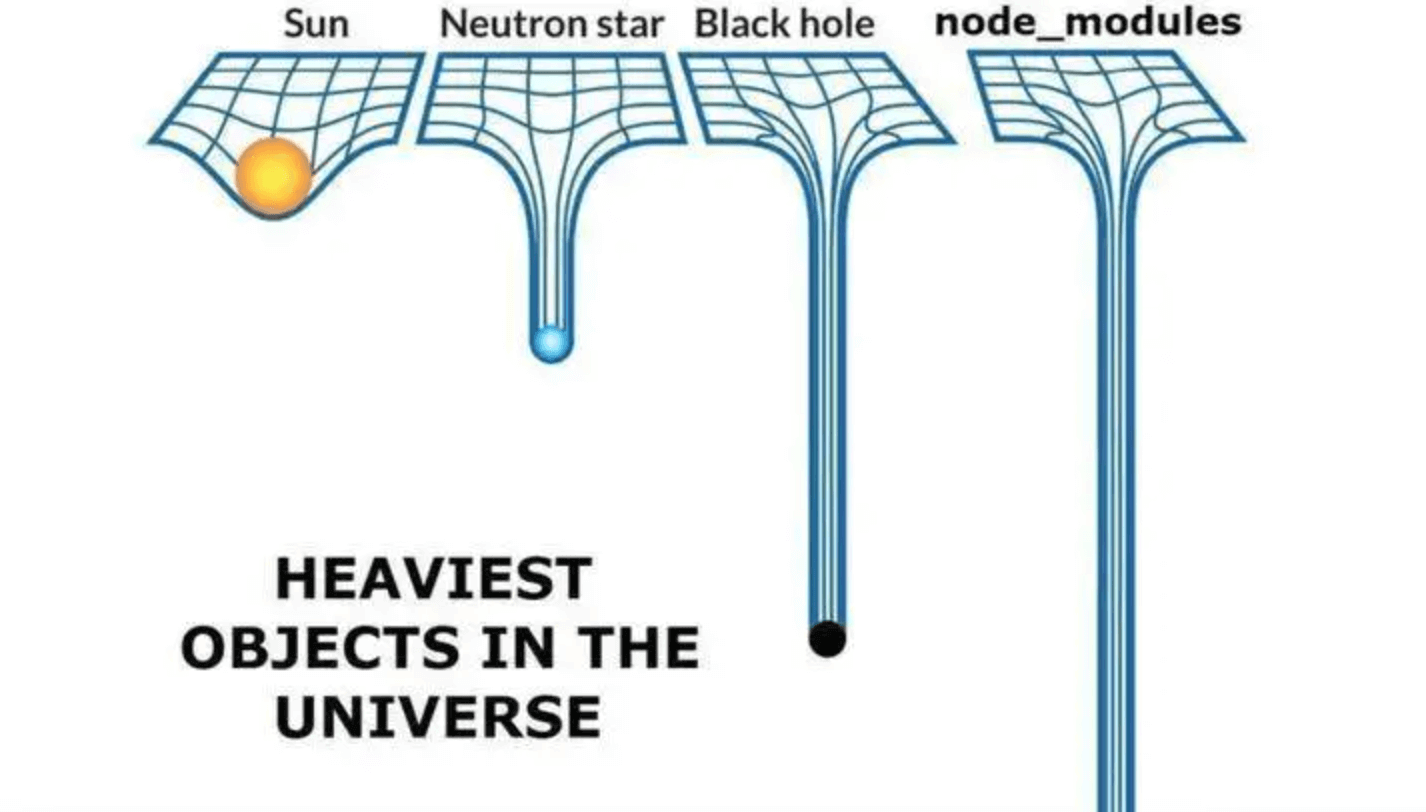 Sun Neutron star Black hole node_modules
HEAVIEST
OBJECTS IN THE
UNIVERSE